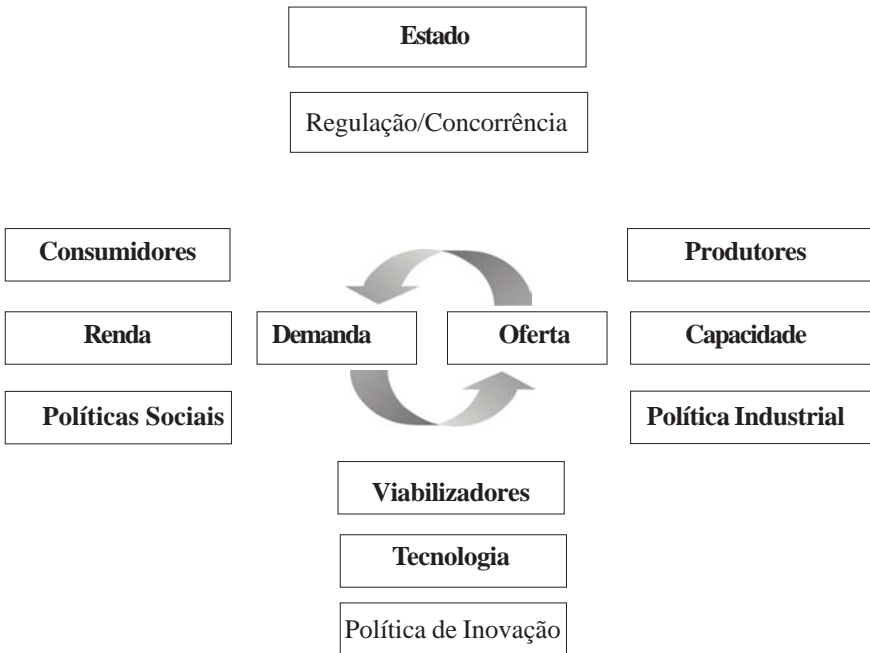 Estado
Regulação/Concorrência
Consumidores
Produtores
Renda
Demanda
Oferta
Capacidade
Políticas Sociais
Política Industrial
Viabilizadores
Tecnologia
Política de Inovação